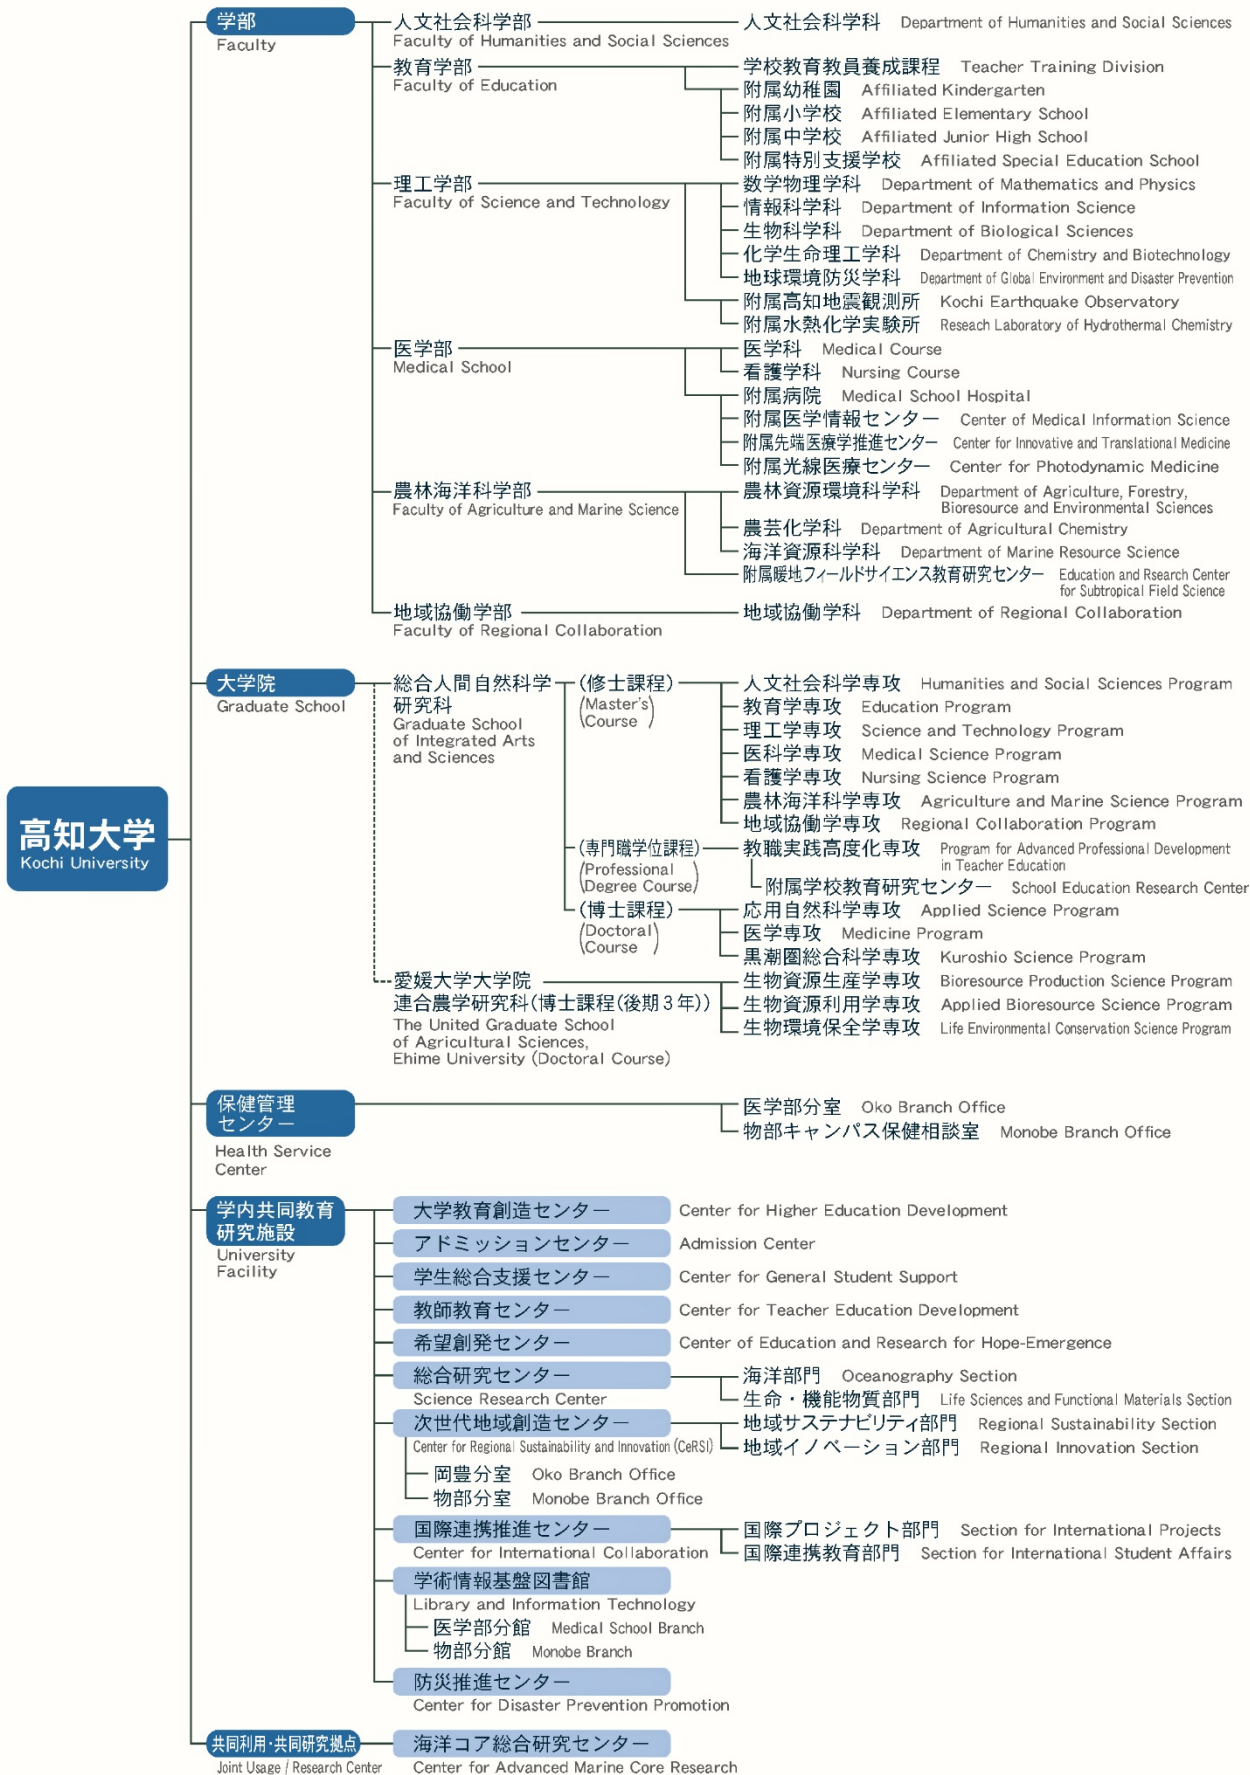 学部
Faculty
人文社会科学部
Faculty of Humanities and Social Sciences
人文社会科学科 Department of Humanities and Social Sciences
教育学部
Faculty of Education
学校教育教員養成課程 Teacher Training Division
附属幼稚園 Affiliated Kindergarten
附属小学校 Affiliated Elementary School
附属中学校 Affiliated Junior High School
附属特別支援学校 Affiliated Special Education School
理工学部
Faculty of Science and Technology
数学物理学科 Department of Mathematics and Physics
情報科学科 Department of Information Science
生物科学科 Department of Biological Sciences
化学生命理工学科 Department of Chemistry and Biotechnology
地球環境防災学科 Department of Global Environment and Disaster Prevention
附属高知地震観測所 Kochi Earthquake Observatory
附属水熱化学実験所 Reseach Laboratory of Hydrothermal Chemistry
医学部
Medical School
医学科 Medical Course
看護学科 Nursing Course
附属病院 Medical School Hospital
附属医学情報センター Center of Medical Information Science
附属先端医療学推進センター Center for Innovative and Translational Medicine
附属光線医療センター Center for Photodynamic Medicine
農林海洋科学部
Faculty of Agriculture and Marine Science
農林資源環境科学科 Department of Agriculture, Forestry,
Bioresource and Environmental Sciences
農芸化学科 Department of Agricultural Chemistry
海洋資源科学科 Department of Marine Resource Science
附属暖地フィールドサイエンス教育研究センター Education and Rsearch Center
for Subtropical Field Science
地域協働学部
Faculty of Regional Collaboration
地域協働学科 Department of Regional Collaboration
大学院
Graduate School
総合人間自然科学
研究科
Graduate School
of Integrated Arts
and Sciences
(修士課程)
(Master's
Course)
人文社会科学専攻 Humanities and Social Sciences Program
教育学専攻 Education Program
理工学専攻 Science and Technology Program
医科学専攻 Medical Science Program
看護学専攻 Nursing Science Program
農林海洋科学専攻 Agriculture and Marine Science Program
地域協働学専攻 Regional Collaboration Program
高知大学
Kochi University
(専門職学位課程)
(Professional
Degree Course)
教職実践高度化専攻 Program for Advanced Professional Development
in Teacher Education
附属学校教育研究センター School Education Research Center
(博士課程)
(Doctoral
Course)
応用自然科学専攻 Applied Science Program
医学専攻 Medicine Program
黒潮圏総合科学専攻 Kuroshio Science Program
愛媛大学大学院
連合農学研究科(博士課程(後期3年))
The United Graduate School
of Agricultural Sciences,
Ehime University (Doctoral Course)
生物資源生産学専攻 Bioresource Production Science Program
生物資源利用学専攻 Applied Bioresource Science Program
生物環境保全学専攻 Life Environmental Conservation Science Program
保健管理
センター
Health Service
Center
医学部分室 Oko Branch Office
物部キャンパス保健相談室 Monobe Branch Office
学内共同教育
研究施設
University
Facility
大学教育創造センター Center for Higher Education Development
アドミッションセンター Admission Center
学生総合支援センター Center for General Student Support
教師教育センター Center for Teacher Education Development
希望創発センター Center of Education and Research for Hope-Emergence
総合研究センター
Science Research Center
海洋部門 Oceanography Section
生命・機能物質部門 Life Sciences and Functional Materials Section
次世代地域創造センター
Center for Regional Sustainability and Innovation (CeRSI)
地域サステナビリティ部門 Regional Sustainability Section
地域イノベーション部門 Regional Innovation Section
岡豊分室 Oko Branch Office
物部分室 Monobe Branch Office
国際連携推進センター
Center for International Collaboration
国際プロジェクト部門 Section for International Projects
国際連携教育部門 Section for International Student Affairs
学術情報基盤図書館
Library and Information Technology
医学部分館 Medical School Branch
物部分館 Monobe Branch
防災推進センター
Center for Disaster Prevention Promotion
共同利用・共同研究拠点
Joint Usage / Research Center
海洋コア総合研究センター
Center for Advanced Marine Core Research